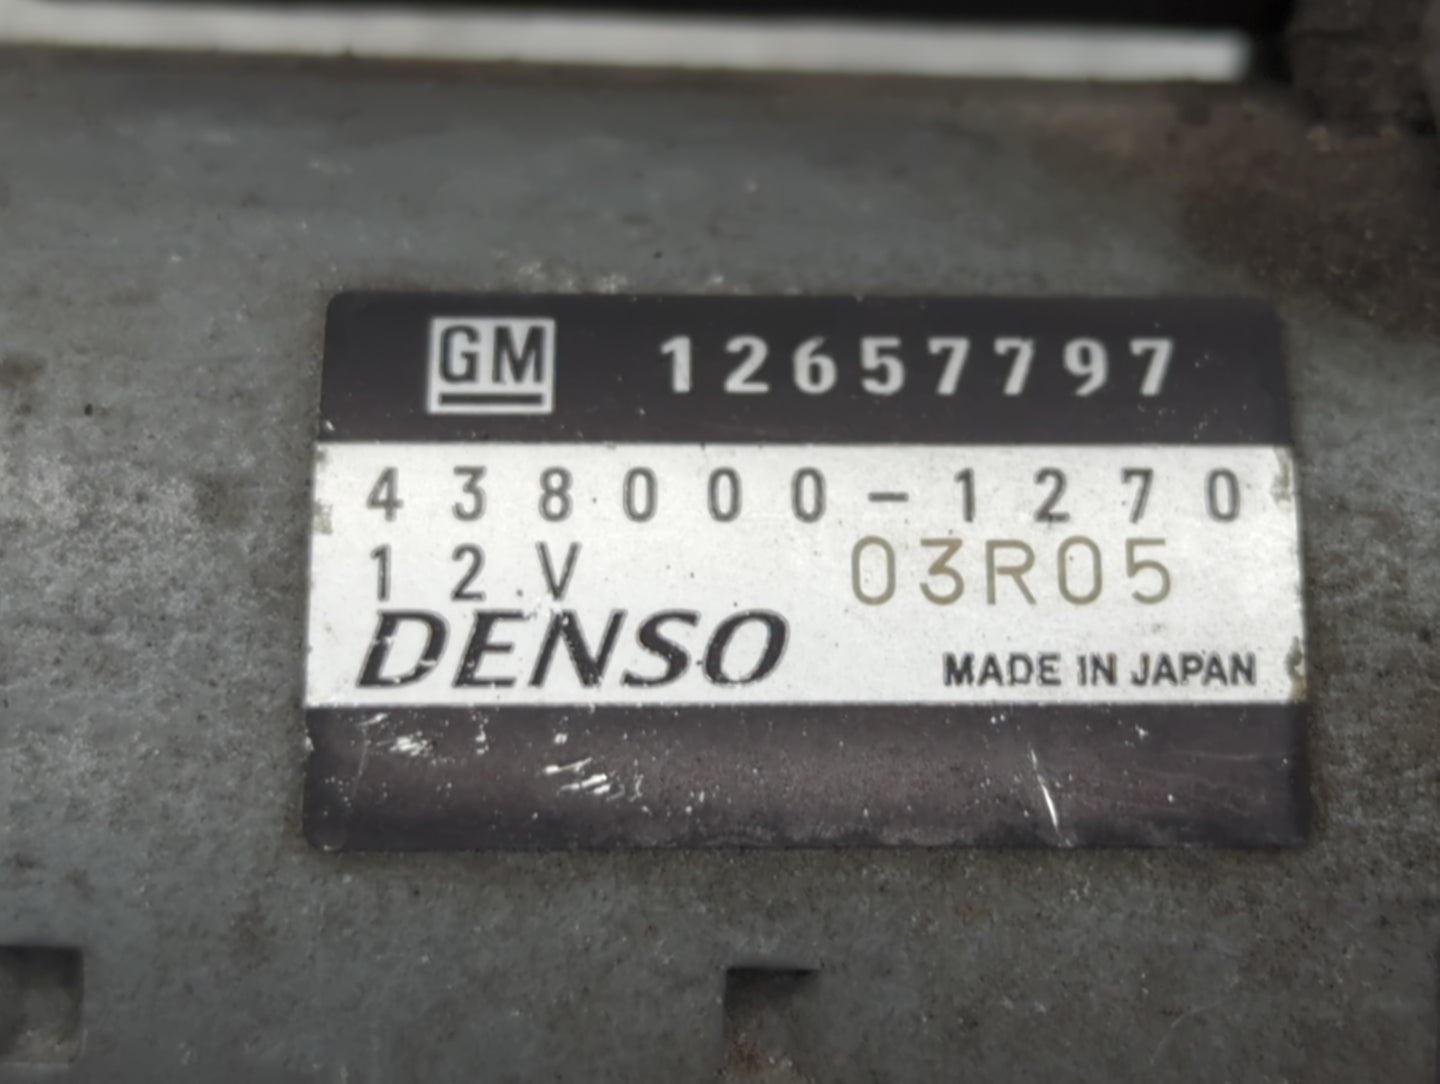 GM 12657797
438000-1270
12V 03R05
DENSO MADE IN JAPAN